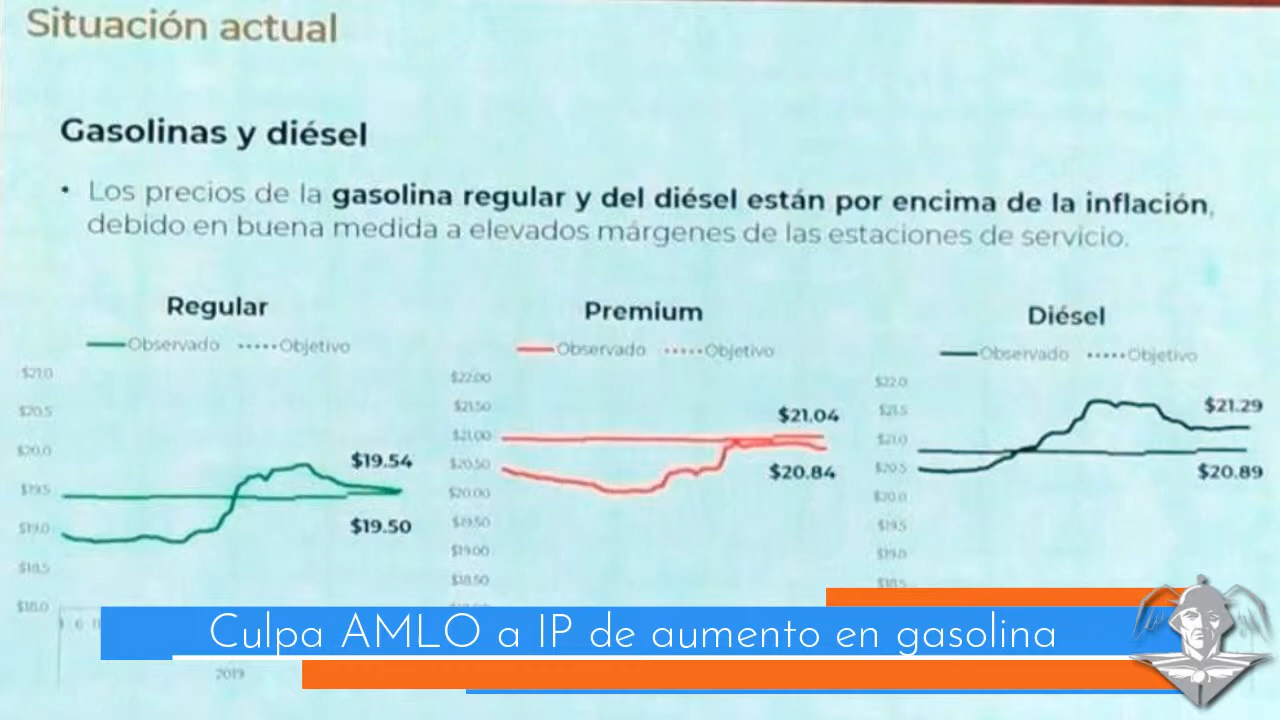 Situación actual
Gasolinas y diésel
• Los precios de la gasolina regular y del diésel están por encima de la inflación,
debido en buena medida a elevados márgenes de las estaciones de servicio.
Regular
Observado Objetivo
$21.0
$20.5
$20.0
$19.5
$19.0
$18.5
$18.0
$19.54
$19.50
2019
Premium
Observado Objetivo
$22.00
$21.50
$21.00
$20.50
$20.00
$19.50
$19.00
$18.50
$21.04
$20.84
Diésel
Observado Objetivo
$22.0
$21.5
$21.0
$20.5
$20.0
$19.5
$19.0
$18.5
$21.29
$20.89
Culpa AMLO a IP de aumento en gasolina